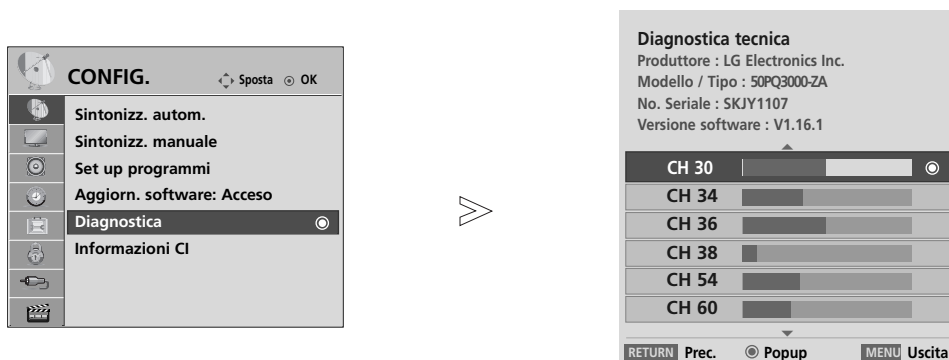 CONFIG.
Sposta
OK
Sintonizz. autom.
Sintonizz. manuale
Set up programmi
Aggiorn. software: Acceso
Diagnostica
Informazioni CI
Diagnostica tecnica
Produttore : LG Electronics Inc.
Modello / Tipo : 50PQ3000-ZA
No. Seriale : SKJY1107
Versione software : V1.16.1
CH 30
CH 34
CH 36
CH 38
CH 54
CH 60
RETURN Prec.
Popup
MENU Uscita